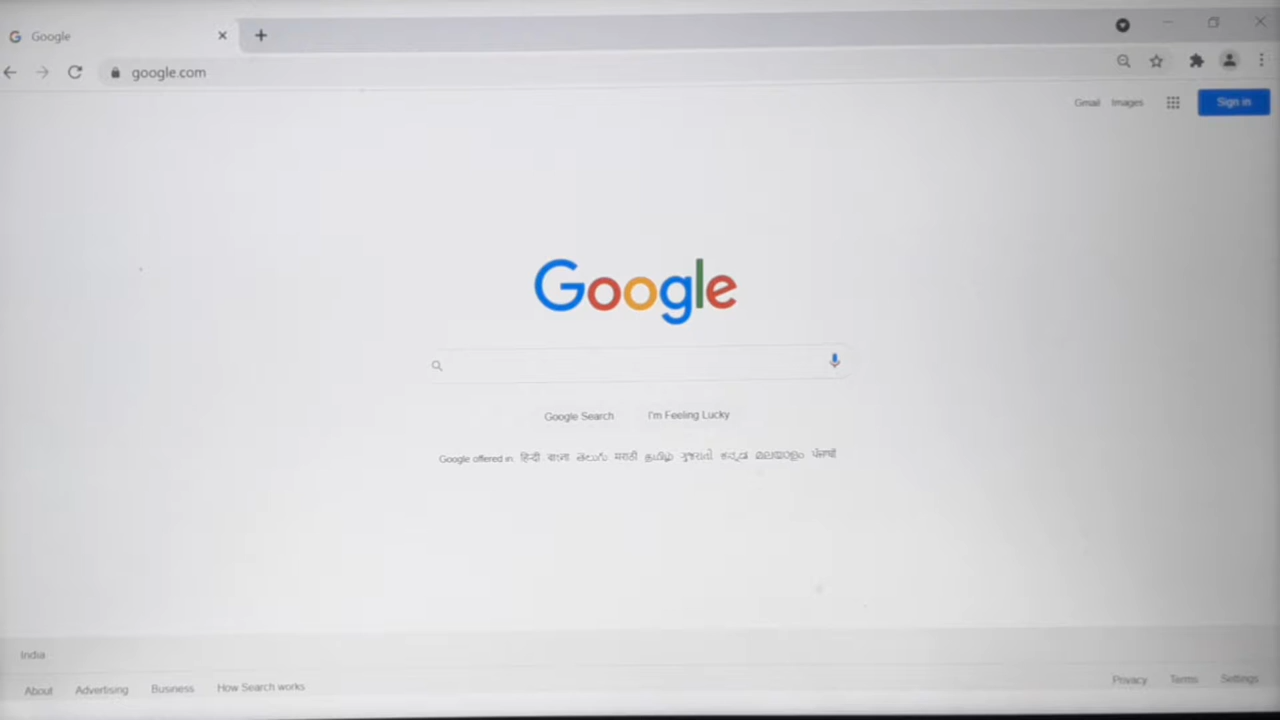 Google
google.com
Gmail Images Sign in
Google
Google Search I'm Feeling Lucky
Google offered in: हिन्दी বাংলা తెలుగు मराठी தமிழ் ગુજરાતી ಕನ್ನಡ മലയാളം ਪੰਜਾਬੀ
India
About Advertising Business How Search works Privacy Terms Settings